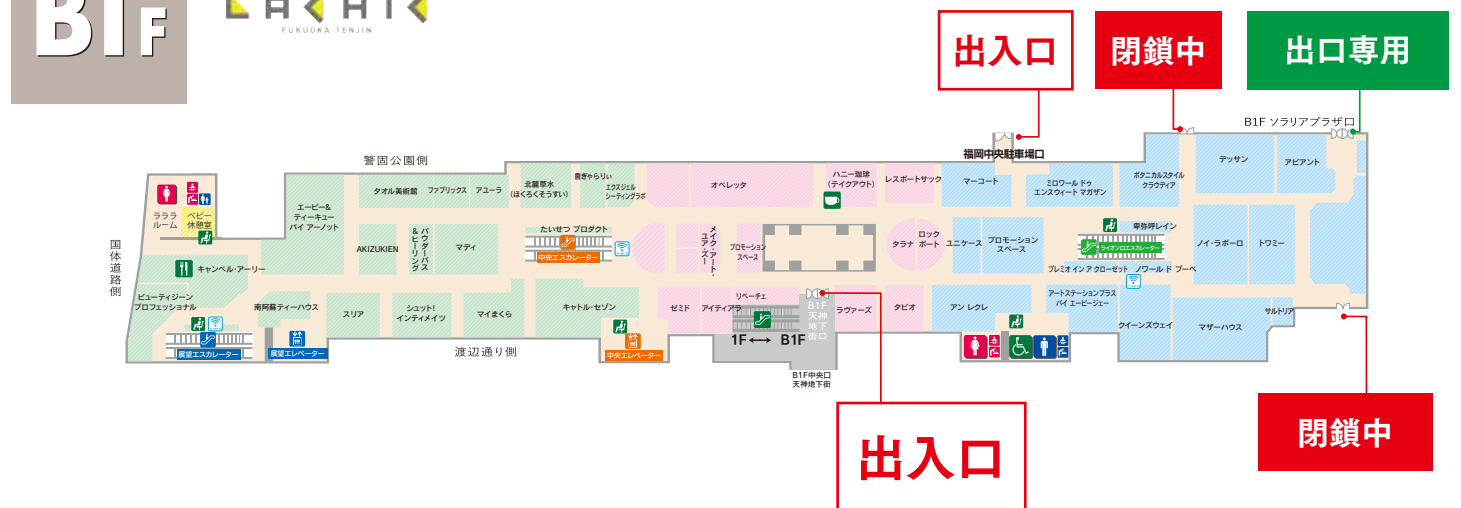 B1F
LACHIC
FUKUOKA TENJIN
出入口
閉鎖中
出口専用
B1F ソラリアプラザ口
警固公園側
福岡中央駐車場口
ラララ
ルーム
ベビー
休憩室
エービー&
ティーキュー
バイ アーノット
タオル美術館
ファブリックス
アユーラ
北麓草水
(ほくろくそうすい)
書ぎゃらりぃ
エクスジェル
シーティングラボ
オペレッタ
ハニー珈琲
(テイクアウト)
レスポートサック
マーコート
ミロワール ドゥ
エンスウィート マガザン
ボタニカルスタイル
クラウティア
デッサン
アピアント
国体道路側
AKIZUKIEN
パウダーパス
&ヒーリング
マディ
たいせつ プロダクト
中央エスカレーター
メイク・アート・
ユア・ズー
プロモーション
スペース
タラナ
ロック
ポート
ユニケース
プロモーション
スペース
卑弥呼レイン
ライオン口エスカレーター
プレミオ イン ア クローゼット
ノワール ド プーペ
ノイ・ラボーロ
トワミー
キャンベル・アーリー
ビューティジーン
プロフェッショナル
南阿蘇ティーハウス
スリア
シュット!
インティメイツ
マイまくら
キャトル・セゾン
ゼミド
アイティアラ
リベーチェ
B1F
天神
地下
街口
ラヴァーズ
タビオ
アン レクレ
アートステーションプラス
バイ エービージェー
クイーンズウェイ
マザーハウス
サルトリア
展望エスカレーター
展望エレベーター
中央エレベーター
1F ⟷ B1F
渡辺通り側
B1F中央口
天神地下街
出入口
閉鎖中